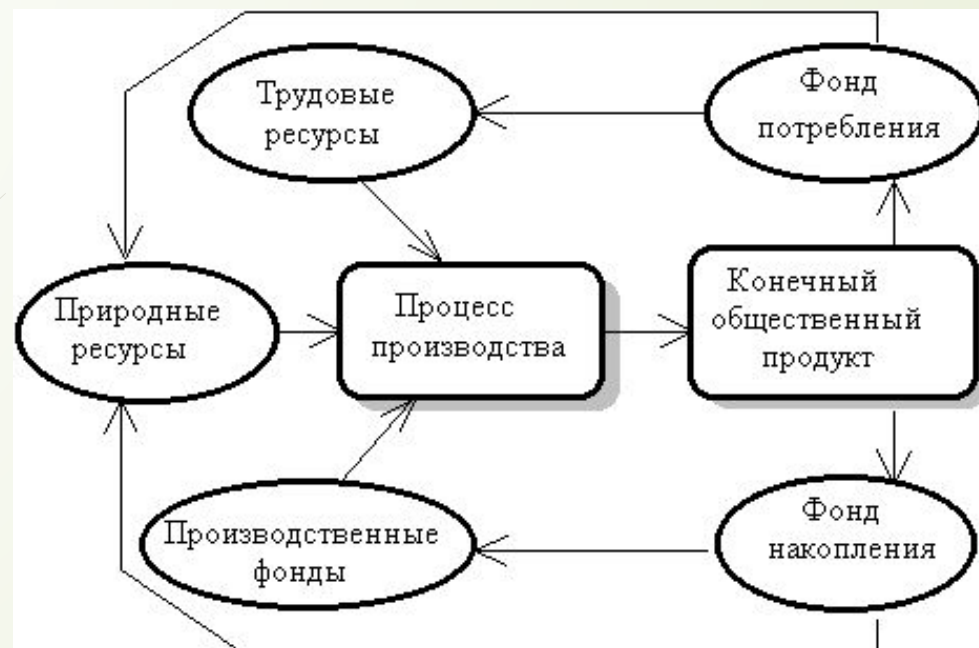 Трудовые
ресурсы
Фонд
потребления
Природные
ресурсы
Процесс
производства
Конечный
общественный
продукт
Производственные
фонды
Фонд
накопления